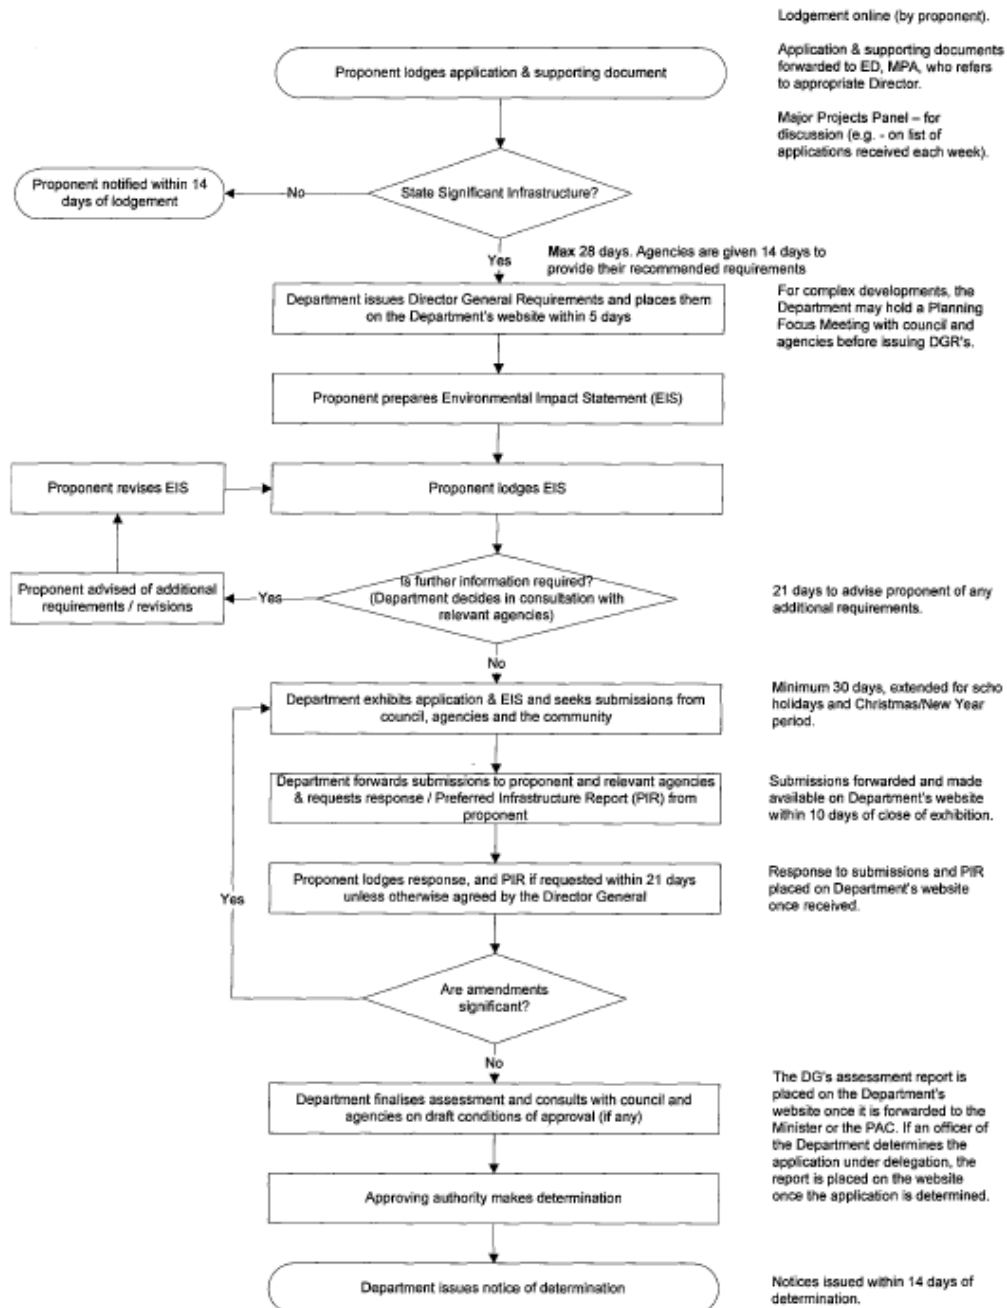 Lodgement online (by proponent).
Proponent lodges application & supporting document
Application & supporting documents
forwarded to ED, MPA, who refers
to appropriate Director.
Major Projects Panel – for
discussion (e.g. - on list of
applications received each week).
State Significant Infrastructure?
No
Proponent notified within 14
days of lodgement
Yes
Max 28 days. Agencies are given 14 days to
provide their recommended requirements
Department issues Director General Requirements and places them
on the Department's website within 5 days
For complex developments, the
Department may hold a Planning
Focus Meeting with council and
agencies before issuing DGR's.
Proponent prepares Environmental Impact Statement (EIS)
Proponent revises EIS
Proponent lodges EIS
Is further information required?
(Department decides in consultation with
relevant agencies)
Yes
Proponent advised of additional
requirements / revisions
21 days to advise proponent of any
additional requirements.
No
Department exhibits application & EIS and seeks submissions from
council, agencies and the community
Minimum 30 days, extended for scho
holidays and Christmas/New Year
period.
Department forwards submissions to proponent and relevant agencies
& requests response / Preferred Infrastructure Report (PIR) from
proponent
Submissions forwarded and made
available on Department's website
within 10 days of close of exhibition.
Proponent lodges response, and PIR if requested within 21 days
unless otherwise agreed by the Director General
Response to submissions and PIR
placed on Department's website
once received.
Yes
Are amendments
significant?
No
Department finalises assessment and consults with council and
agencies on draft conditions of approval (if any)
The DG's assessment report is
placed on the Department's
website once it is forwarded to the
Minister or the PAC. If an officer of
the Department determines the
application under delegation, the
report is placed on the website
once the application is determined.
Approving authority makes determination
Department issues notice of determination
Notices issued within 14 days of
determination.